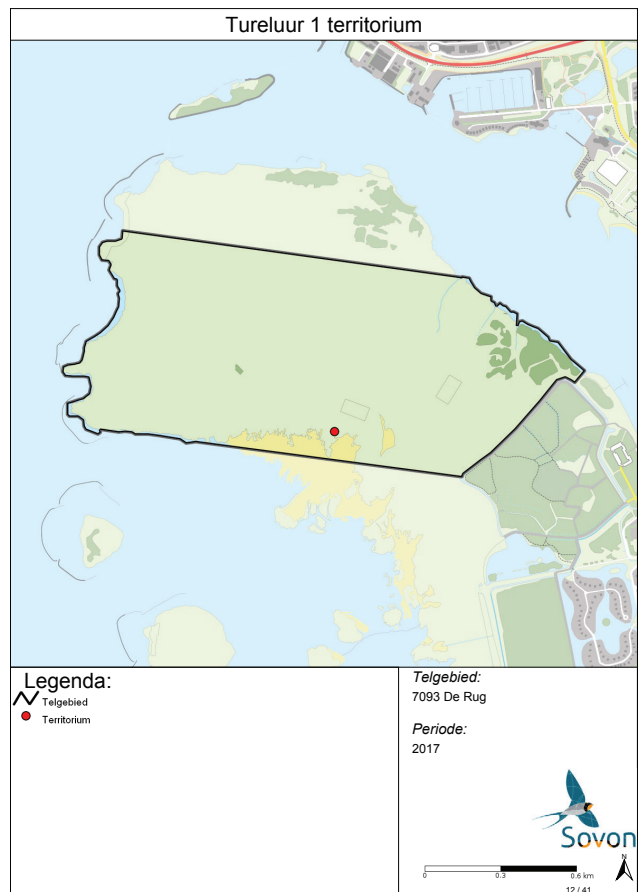 Tureluur 1 territorium
Legenda:
Telgebied
Territorium
Telgebied:
7093 De Rug
Periode:
2017
Sovon
N
0 0.3 0.6 km
12 / 41